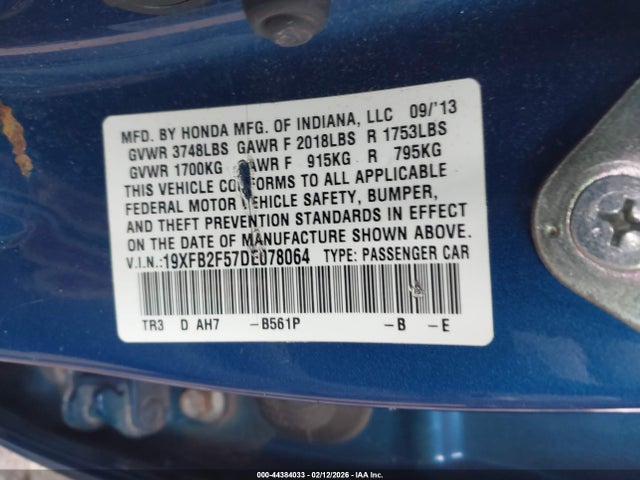 MFD. BY HONDA MFG. OF INDIANA, LLC 09/'13
GVWR 3748LBS GAWR F 2018LBS R 1753LBS
GVWR 1700KG GAWR F 915KG R 795KG
THIS VEHICLE CONFORMS TO ALL APPLICABLE
FEDERAL MOTOR VEHICLE SAFETY, BUMPER,
AND THEFT PREVENTION STANDARDS IN EFFECT
ON THE DATE OF MANUFACTURE SHOWN ABOVE.
V.I.N.:19XFB2F57DE078064 TYPE: PASSENGER CAR
TR3 D AH7 -B561P -B -E
000-44384033 - 02/12/2026 - IAA Inc.